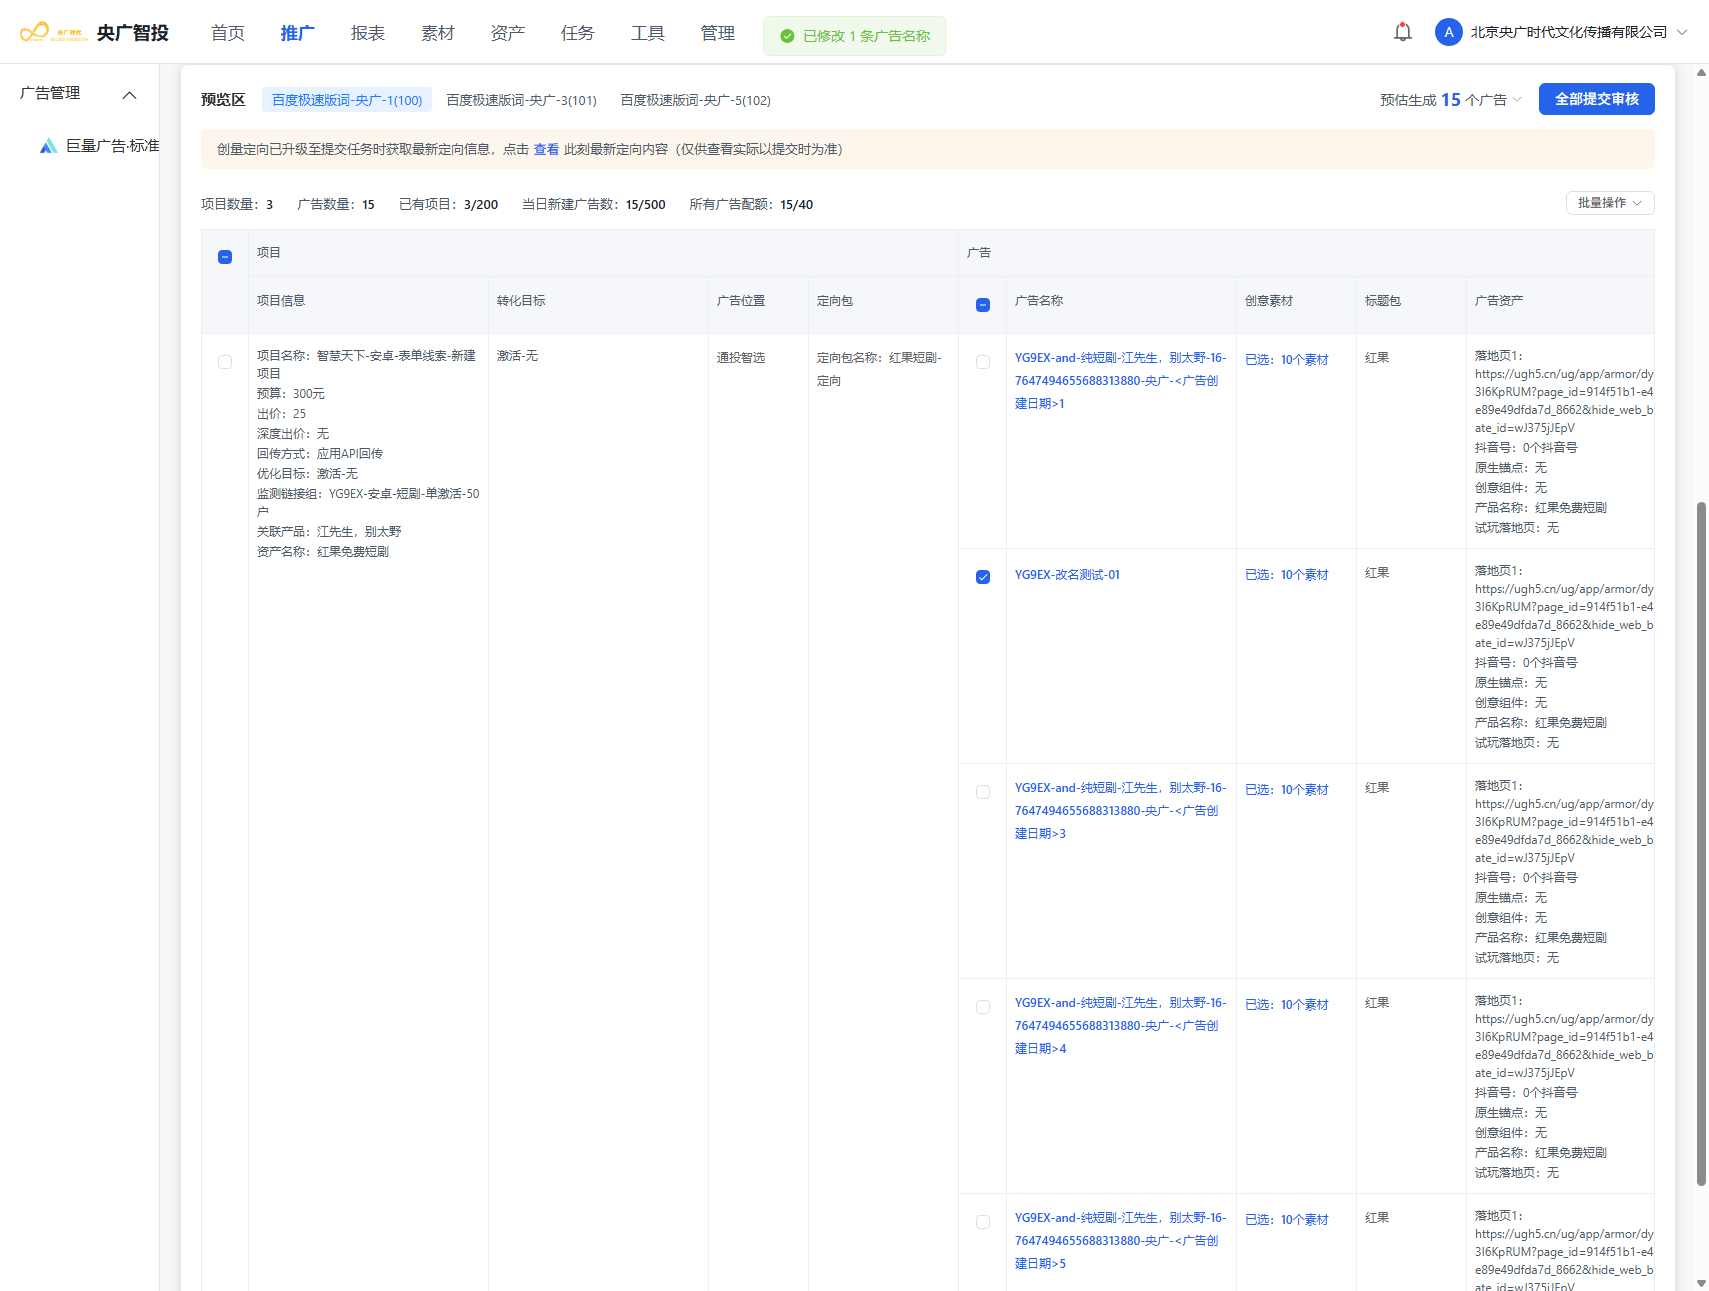 央广智投
首页
推广
报表
素材
资产
任务
工具
管理
已修改 1 条广告名称
A
北京央广时代文化传播有限公司
广告管理
巨量广告·标准
预览区
百度极速版词-央广-1(100)
百度极速版词-央广-3(101)
百度极速版词-央广-5(102)
预估生成 15 个广告
全部提交审核
创量定向已升级至提交任务时获取最新定向信息，点击 查看 此刻最新定向内容（仅供查看实际以提交时为准）
项目数量：3
广告数量：15
已有项目：3/200
当日新建广告数：15/500
所有广告配额：15/40
批量操作
项目
广告
项目信息
转化目标
广告位置
定向包
广告名称
创意素材
标题包
广告资产
项目名称：智慧天下-安卓-表单线索-新建
项目
预算：300元
出价：25
深度出价：无
回传方式：应用API回传
优化目标：激活-无
监测链接组：YG9EX-安卓-短剧-单激活-50
户
关联产品：江先生，别太野
资产名称：红果免费短剧
激活-无
通投智选
定向包名称：红果短剧-
定向
YG9EX-and-纯短剧-江先生，别太野-16-
7647494655688313880-央广-<广告创
建日期>1
已选：10个素材
红果
落地页1：
https://ugh5.cn/ug/app/armor/dy
3I6KpRUM?page_id=914f51b1-e4
e89e49dfda7d_8662&hide_web_b
ate_id=wJ375jJEpV
抖音号：0个抖音号
原生锚点：无
创意组件：无
产品名称：红果免费短剧
试玩落地页：无
YG9EX-改名测试-01
已选：10个素材
红果
落地页1：
https://ugh5.cn/ug/app/armor/dy
3I6KpRUM?page_id=914f51b1-e4
e89e49dfda7d_8662&hide_web_b
ate_id=wJ375jJEpV
抖音号：0个抖音号
原生锚点：无
创意组件：无
产品名称：红果免费短剧
试玩落地页：无
YG9EX-and-纯短剧-江先生，别太野-16-
7647494655688313880-央广-<广告创
建日期>3
已选：10个素材
红果
落地页1：
https://ugh5.cn/ug/app/armor/dy
3I6KpRUM?page_id=914f51b1-e4
e89e49dfda7d_8662&hide_web_b
ate_id=wJ375jJEpV
抖音号：0个抖音号
原生锚点：无
创意组件：无
产品名称：红果免费短剧
试玩落地页：无
YG9EX-and-纯短剧-江先生，别太野-16-
7647494655688313880-央广-<广告创
建日期>4
已选：10个素材
红果
落地页1：
https://ugh5.cn/ug/app/armor/dy
3I6KpRUM?page_id=914f51b1-e4
e89e49dfda7d_8662&hide_web_b
ate_id=wJ375jJEpV
抖音号：0个抖音号
原生锚点：无
创意组件：无
产品名称：红果免费短剧
试玩落地页：无
YG9EX-and-纯短剧-江先生，别太野-16-
7647494655688313880-央广-<广告创
建日期>5
已选：10个素材
红果
落地页1：
https://ugh5.cn/ug/app/armor/dy
3I6KpRUM?page_id=914f51b1-e4
e89e49dfda7d_8662&hide_web_b
ate_id=wJ375jJEpV